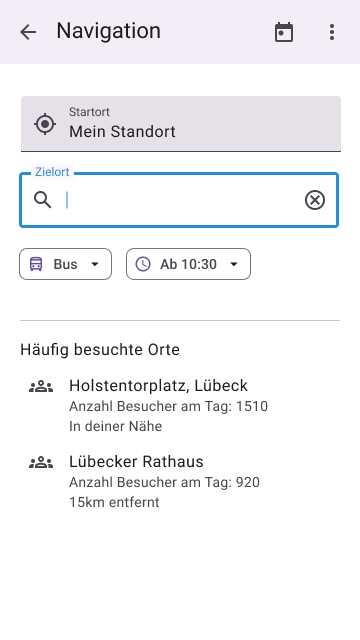 Navigation
Startort
Mein Standort
Zielort
Bus
Ab 10:30
Häufig besuchte Orte
Holstentorplatz, Lübeck
Anzahl Besucher am Tag: 1510
In deiner Nähe
Lübecker Rathaus
Anzahl Besucher am Tag: 920
15km entfernt